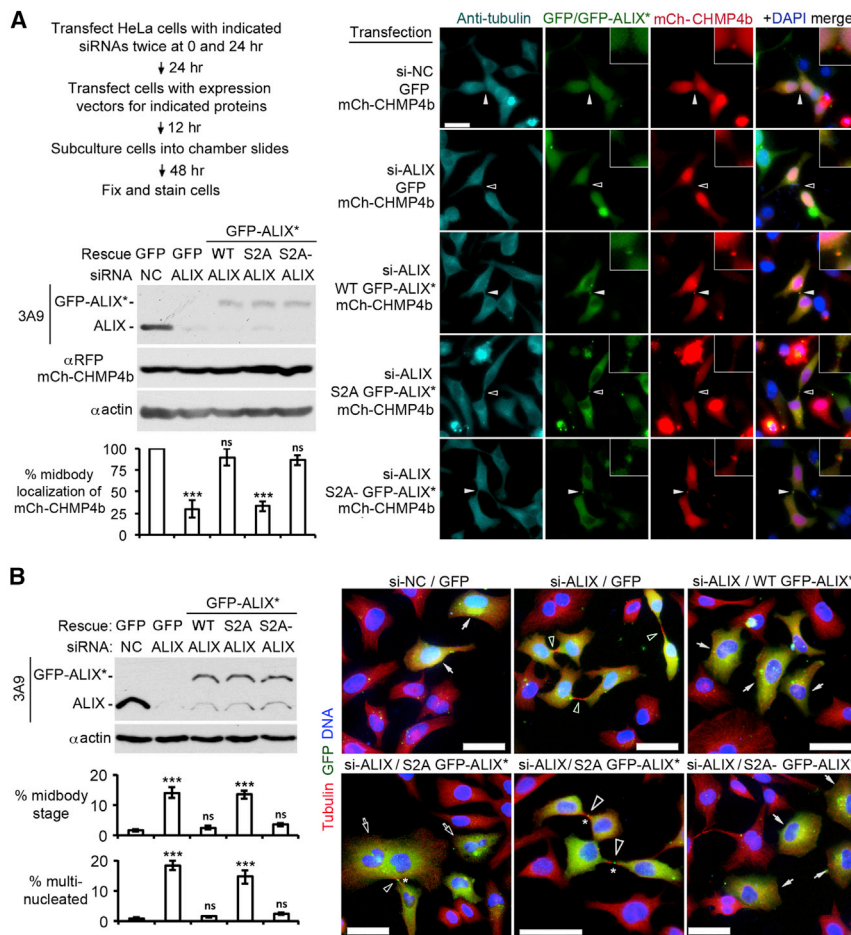 A
Transfect HeLa cells with indicated
siRNAs twice at 0 and 24 hr
24 hr
Transfect cells with expression
vectors for indicated proteins
12 hr
Subculture cells into chamber slides
48 hr
Fix and stain cells
GFP-ALIX*
Rescue GFP GFP WT S2A S2A-
siRNA NC ALIX ALIX ALIX ALIX
3A9
GFP-ALIX*-
ALIX -
αRFP
mCh-CHMP4b
αactin
100
75
50
25
0
% midbody
localization of
mCh-CHMP4b
*** ns *** ns
Anti-tubulin GFP/GFP-ALIX* mCh-CHMP4b +DAPI merge
Transfection
si-NC
GFP
mCh-CHMP4b
si-ALIX
GFP
mCh-CHMP4b
si-ALIX
WT GFP-ALIX*
mCh-CHMP4b
si-ALIX
S2A GFP-ALIX*
mCh-CHMP4b
si-ALIX
S2A- GFP-ALIX*
mCh-CHMP4b
B
GFP-ALIX*
Rescue: GFP GFP WT S2A S2A-
siRNA: NC ALIX ALIX ALIX ALIX
3A9
GFP-ALIX*-
ALIX-
αactin
% midbody
stage
20
10
0
*** ns *** ns
% multi-
nucleated
20
10
0
*** ns *** ns
Tubulin GFP DNA
si-NC / GFP
si-ALIX / GFP
si-ALIX / WT GFP-ALIX*
si-ALIX / S2A GFP-ALIX*
*
si-ALIX/ S2A GFP-ALIX*
*
*
si-ALIX/ S2A- GFP-ALIX*